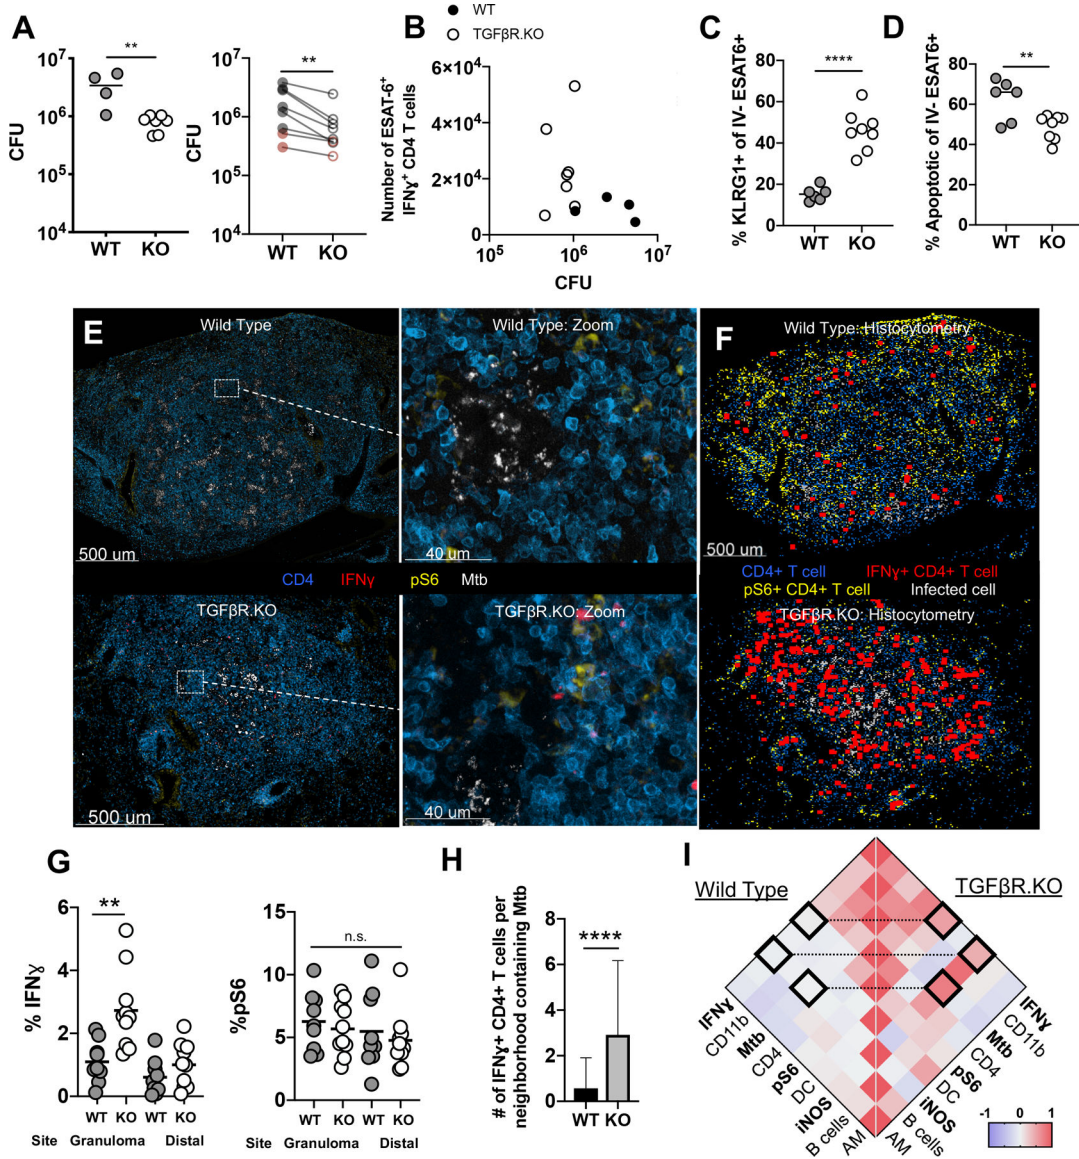 A
**
10^7
10^6
10^5
10^4
CFU
WT
KO
**
10^7
10^6
10^5
10^4
CFU
WT
KO
B
WT
TGFβR.KO
6×10^4
4×10^4
2×10^4
0
Number of ESAT-6+
IFNɣ+ CD4 T cells
10^5
10^6
10^7
CFU
C
****
80
60
40
20
0
% KLRG1+ of IV- ESAT6+
WT
KO
D
**
80
60
40
20
0
% Apoptotic of IV- ESAT6+
WT
KO
E
Wild Type
500 um
Wild Type: Zoom
40 um
CD4
IFNɣ
pS6
Mtb
TGFβR.KO
500 um
TGFβR.KO: Zoom
40 um
F
Wild Type: Histocytometry
500 um
CD4+ T cell
IFNɣ+ CD4+ T cell
pS6+ CD4+ T cell
Infected cell
TGFβR.KO: Histocytometry
G
**
6
4
2
0
% IFNɣ
WT KO WT KO
Site Granuloma Distal
n.s.
15
10
5
0
%pS6
WT KO WT KO
Site Granuloma Distal
H
****
8
6
4
2
0
# of IFNɣ+ CD4+ T cells per
neighborhood containing Mtb
WT KO
I
Wild Type
TGFβR.KO
IFNɣ
CD11b
Mtb
CD4
pS6
DC
iNOS
B cells
AM
IFNɣ
CD11b
Mtb
CD4
pS6
DC
iNOS
B cells
AM
-1 0 1